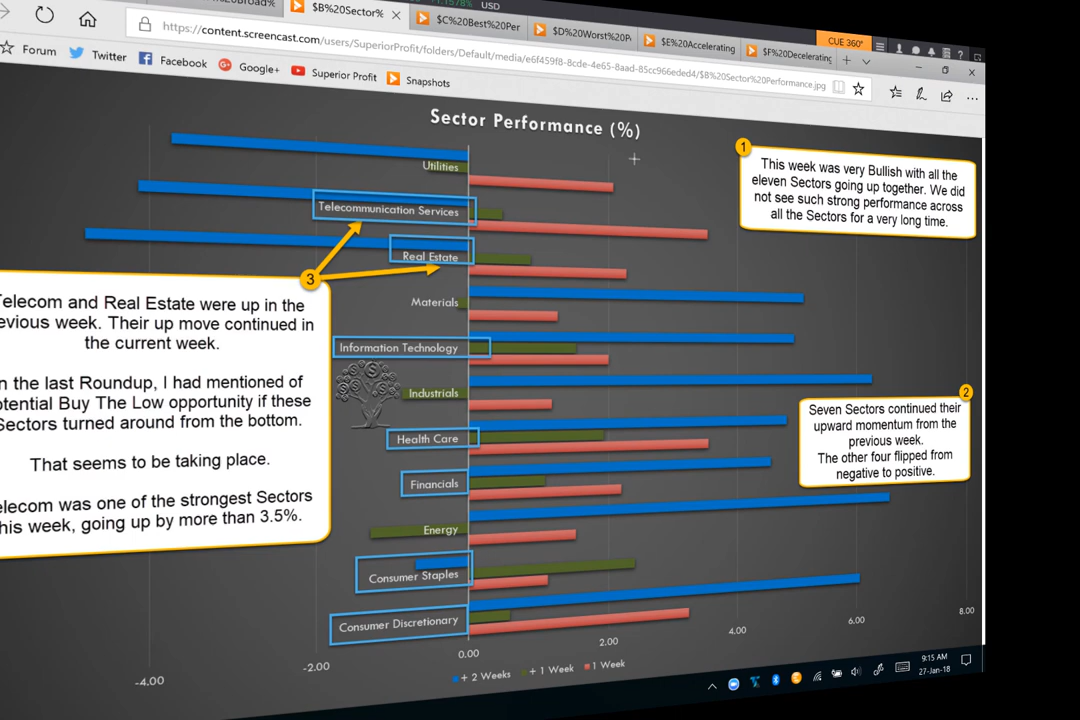 USD
$B%20Sector%
$C%20Best%20Per
$D%20Worst%20P
$E%20Accelerating
$F%20Decelerating
CUE 360°
https://content.screencast.com/users/SuperiorProfit/folders/Default/media/e6f459f8-8cde-4e65-8aad-85cc966eded4/$B%20Sector%20Performance.jpg
Forum
Twitter
Facebook
Google+
Superior Profit
Snapshots
Sector Performance (%)
1
This week was very Bullish with all the
eleven Sectors going up together. We did
not see such strong performance across
all the Sectors for a very long time.
Utilities
Telecommunication Services
Real Estate
Materials
Information Technology
Industrials
Health Care
Financials
Energy
Consumer Staples
Consumer Discretionary
3
elecom and Real Estate were up in the
evious week. Their up move continued in
the current week.
n the last Roundup, I had mentioned of
otential Buy The Low opportunity if these
Sectors turned around from the bottom.
That seems to be taking place.
elecom was one of the strongest Sectors
his week, going up by more than 3.5%.
2
Seven Sectors continued their
upward momentum from the
previous week.
The other four flipped from
negative to positive.
-4.00
-2.00
0.00
2.00
4.00
6.00
8.00
+ 2 Weeks
+ 1 Week
1 Week
9:15 AM
27-Jan-18